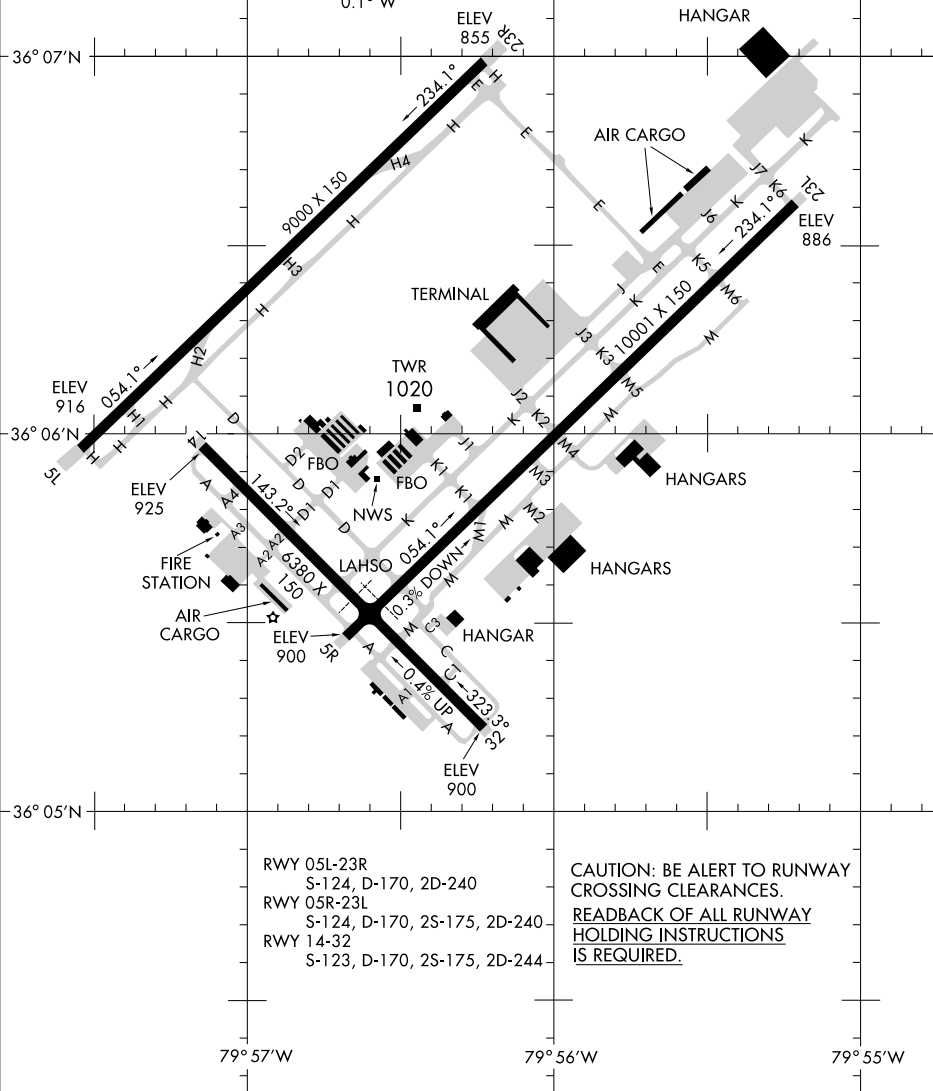 0.1° W
HANGAR
ELEV
855
23R
36° 07'N
H
E
234.1°
H
E
AIR CARGO
K
H4
J7
K6
23L
9000 X 150
H
E
J6
K
234.1°
ELEV
886
H3
E
K5
J
K
M6
H
TERMINAL
10001 X 150
M
J3
K3
H2
TWR
1020
M5
ELEV
916
054.1°
H
J2
K
K2
M
H1
D
36° 06'N
H
H
5L
14
D2
FBO
J1
M4
K1
FBO
HANGARS
ELEV
925
A
A4
143.2°
D
D1
NWS
K1
M3
D1
D
K
M2
A3
054.1°
M1
M
FIRE
STATION
A2
A2
LAHSO
6380 X
150
0.3% DOWN
M
HANGARS
AIR
CARGO
ELEV
900
5R
M
C3
HANGAR
A
C
C1
0.4% UP
A1
A
323.3°
32
ELEV
900
36° 05'N
RWY 05L-23R
S-124, D-170, 2D-240
RWY 05R-23L
S-124, D-170, 2S-175, 2D-240
RWY 14-32
S-123, D-170, 2S-175, 2D-244
CAUTION: BE ALERT TO RUNWAY
CROSSING CLEARANCES.
READBACK OF ALL RUNWAY
HOLDING INSTRUCTIONS
IS REQUIRED.
79° 57'W
79° 56'W
79° 55'W